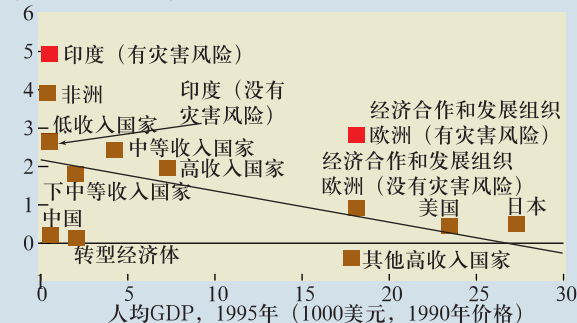 6
5
4
3
2
1
0
印度（有灾害风险）
非洲
印度（没有
灾害风险）
低收入国家
中等收入国家
高收入国家
下中等收入国家
中国
转型经济体
经济合作和发展组织
欧洲（有灾害风险）
经济合作和发展组织
欧洲（没有灾害风险）
美国
日本
其他高收入国家
0 5 10 15 20 25 30
人均GDP，1995年（1000美元，1990年价格）